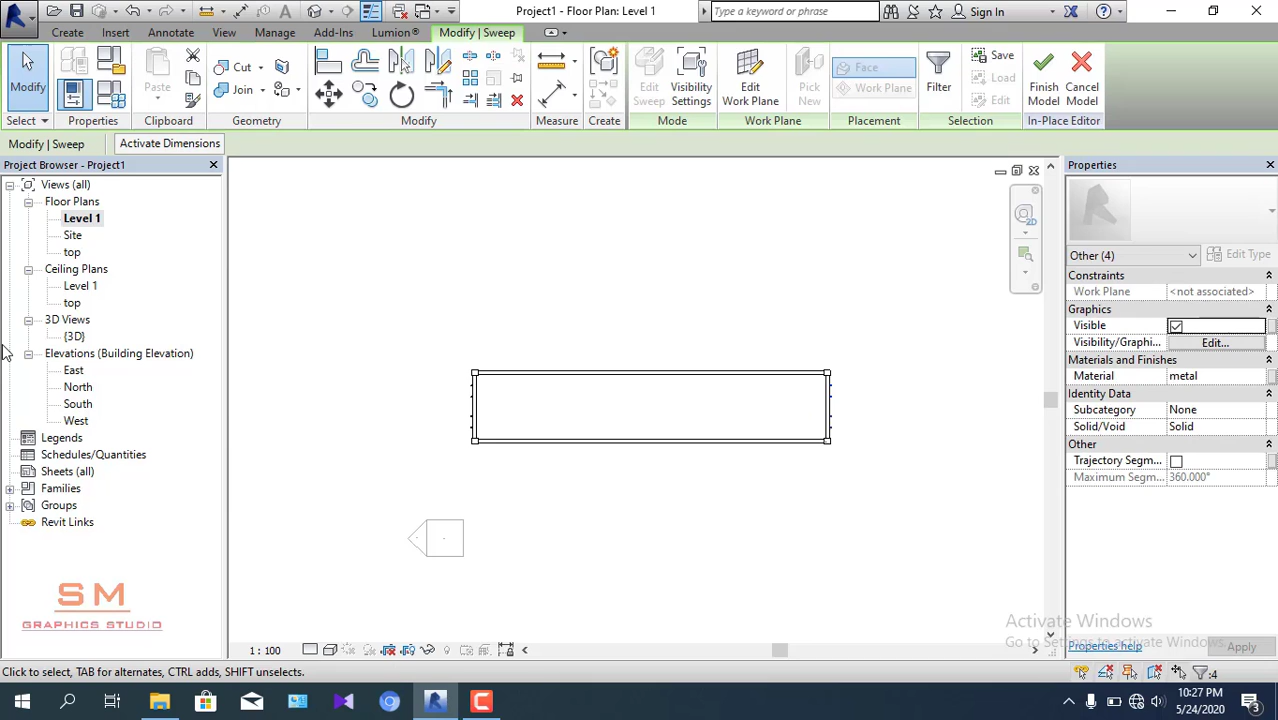 Project1 - Floor Plan: Level 1
Type a keyword or phrase
Sign In
Create
Insert
Annotate
View
Manage
Add-Ins
Lumion®
Modify | Sweep
Modify
Paste
Cut
Join
Edit Sweep
Visibility Settings
Edit Work Plane
Pick New
Face
Work Plane
Filter
Save
Load
Edit
Finish Model
Cancel Model
Select
Properties
Clipboard
Geometry
Modify
Measure
Create
Mode
Work Plane
Placement
Selection
In-Place Editor
Modify | Sweep
Activate Dimensions
Project Browser - Project1
Views (all)
Floor Plans
Level 1
Site
top
Ceiling Plans
Level 1
top
3D Views
{3D}
Elevations (Building Elevation)
East
North
South
West
Legends
Schedules/Quantities
Sheets (all)
Families
Groups
Revit Links
SM
GRAPHICS STUDIO
2D
1 : 100
Properties
Other (4)
Edit Type
Constraints
Work Plane <not associated>
Graphics
Visible
Visibility/Graphi... Edit...
Materials and Finishes
Material metal
Identity Data
Subcategory None
Solid/Void Solid
Other
Trajectory Segm...
Maximum Segm... 360.000°
Activate Windows
Go to Settings to activate Windows.
Properties help
Apply
Click to select, TAB for alternates, CTRL adds, SHIFT unselects.
:4
10:27 PM
5/24/2020
3